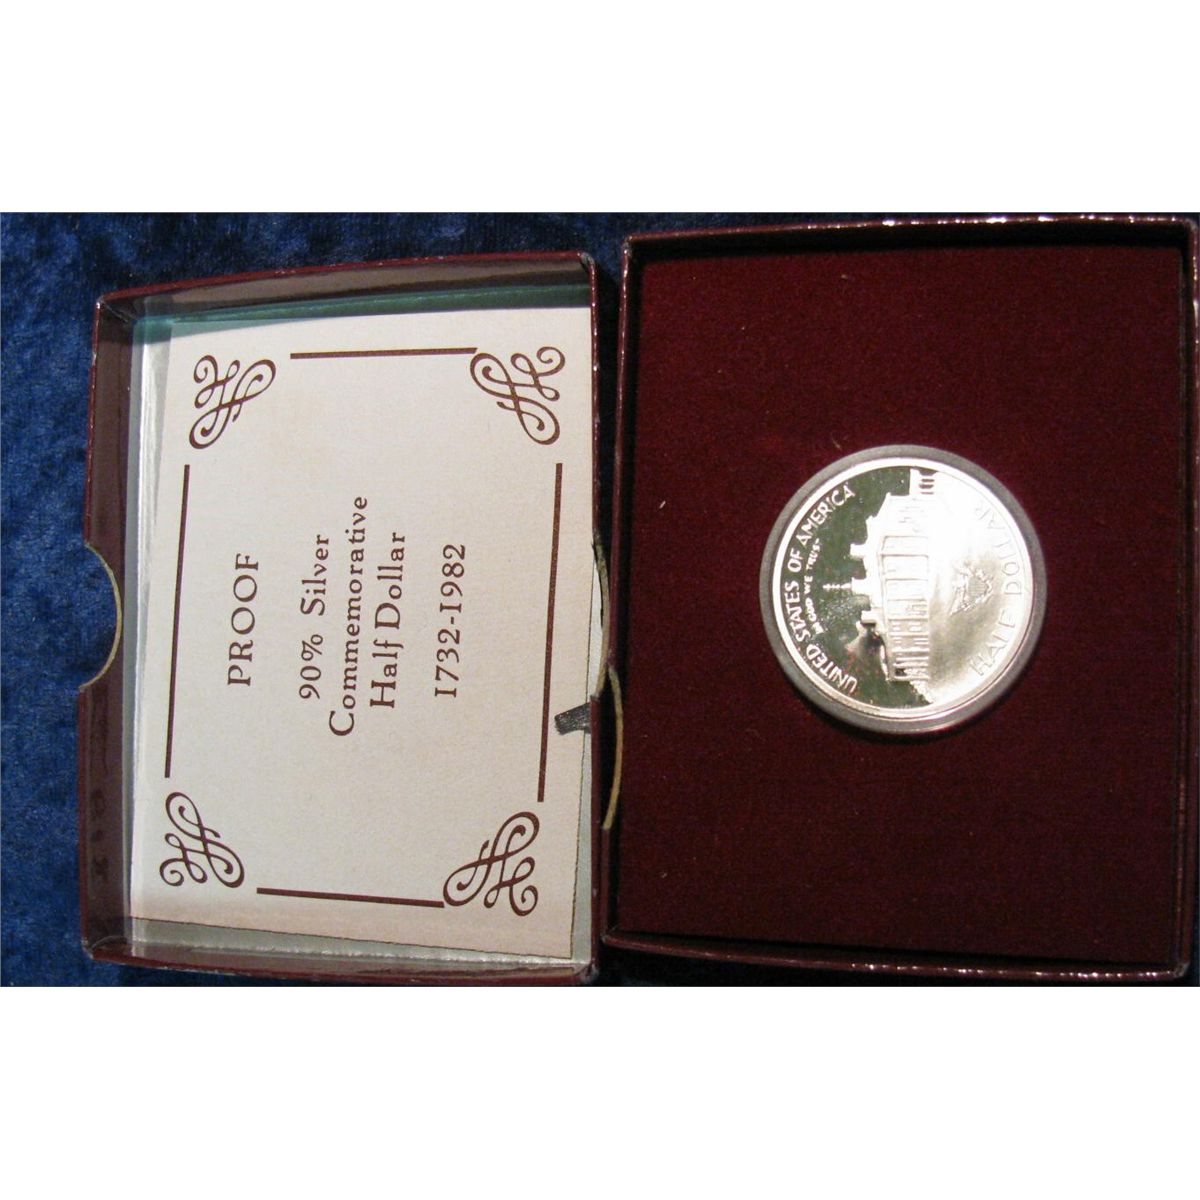 PROOF
90% Silver
Commemorative
Half Dollar
1732-1982
UNITED STATES OF AMERICA
IN GOD WE TRUST
HALF DOLLAR